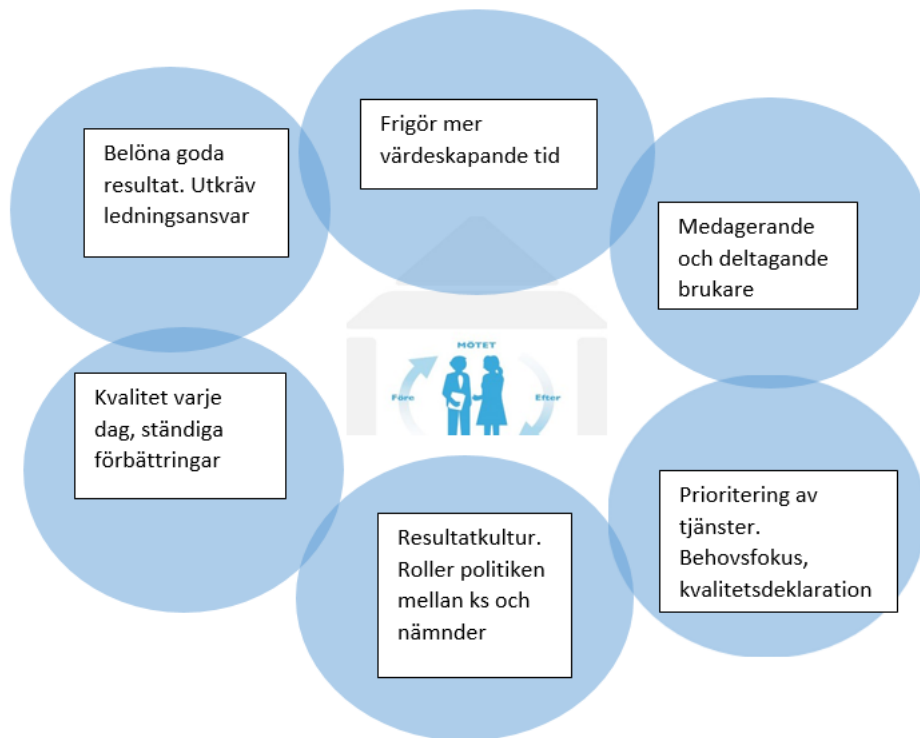 Frigör mer
värdeskapande tid
Belöna goda
resultat. Utkräv
ledningsansvar
Medagerande
och deltagande
brukare
MÖTET
Före
Efter
Kvalitet varje
dag, ständiga
förbättringar
Prioritering av
tjänster.
Behovsfokus,
kvalitetsdeklaration
Resultatkultur.
Roller politiken
mellan ks och
nämnder